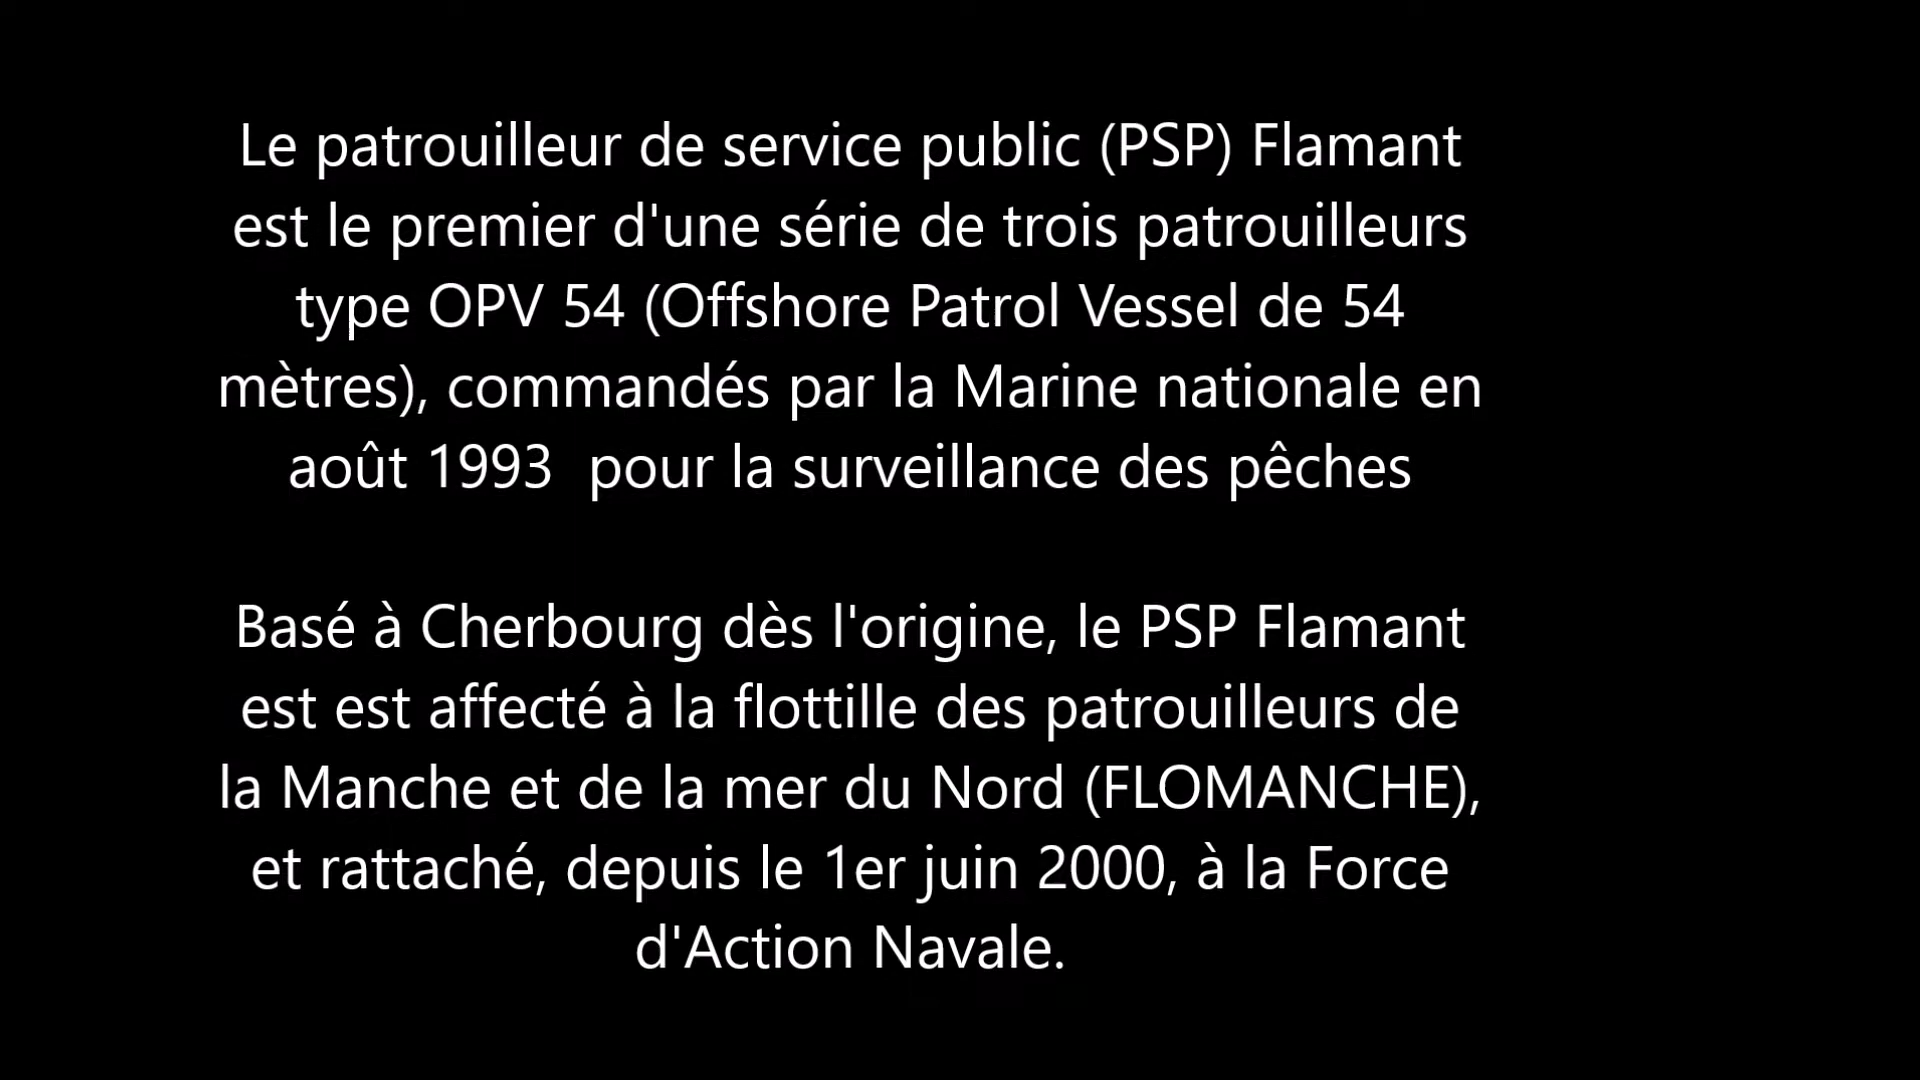 Le patrouilleur de service public (PSP) Flamant
est le premier d'une série de trois patrouilleurs
type OPV 54 (Offshore Patrol Vessel de 54
mètres), commandés par la Marine nationale en
août 1993  pour la surveillance des pêches
Basé à Cherbourg dès l'origine, le PSP Flamant
est est affecté à la flottille des patrouilleurs de
la Manche et de la mer du Nord (FLOMANCHE),
et rattaché, depuis le 1er juin 2000, à la Force
d'Action Navale.